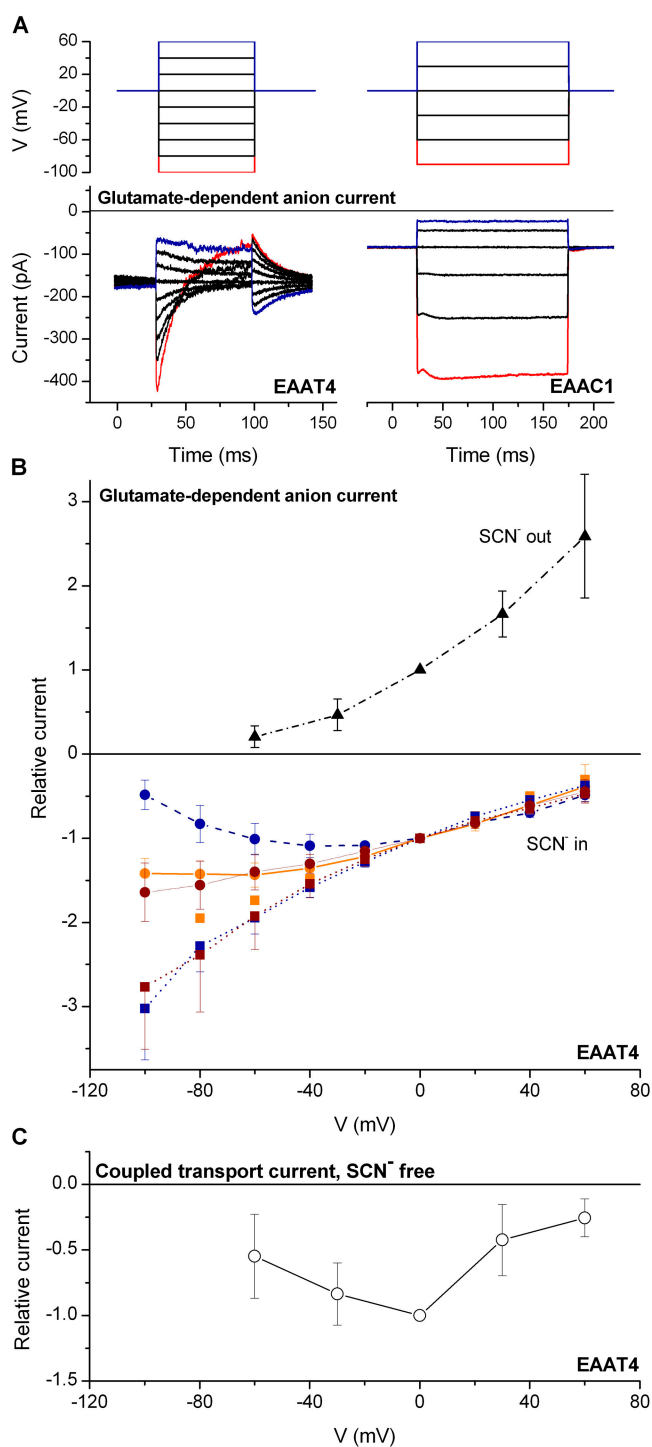 A
60
20
-20
-60
-100
V (mV)
Glutamate-dependent anion current
0
-100
-200
-300
-400
Current (pA)
EAAT4
EAAC1
0 50 100 150
0 50 100 150 200
Time (ms)
Time (ms)
B
Glutamate-dependent anion current
3
2
1
0
-1
-2
-3
Relative current
SCN⁻ out
SCN⁻ in
EAAT4
-120 -80 -40 0 40 80
V (mV)
C
Coupled transport current, SCN⁻ free
0.0
-0.5
-1.0
-1.5
Relative current
EAAT4
-120 -80 -40 0 40 80
V (mV)